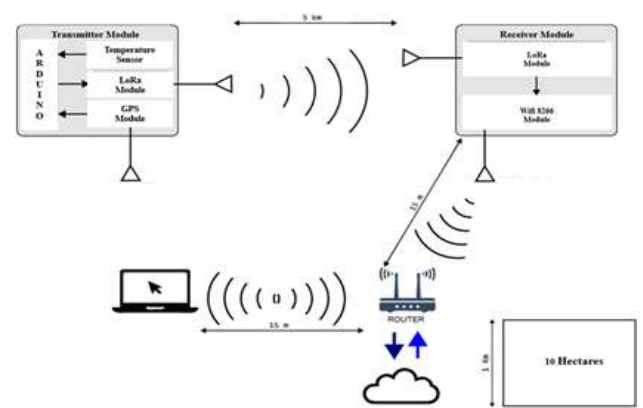 5 km
Transmitter Module
A
R
D
U
I
N
O
Temperature
Sensor
LoRa
Module
GPS
Module
Receiver Module
LoRa
Module
Wifi 8266
Module
15 m
15 m
ROUTER
1 Km
10 Hectares